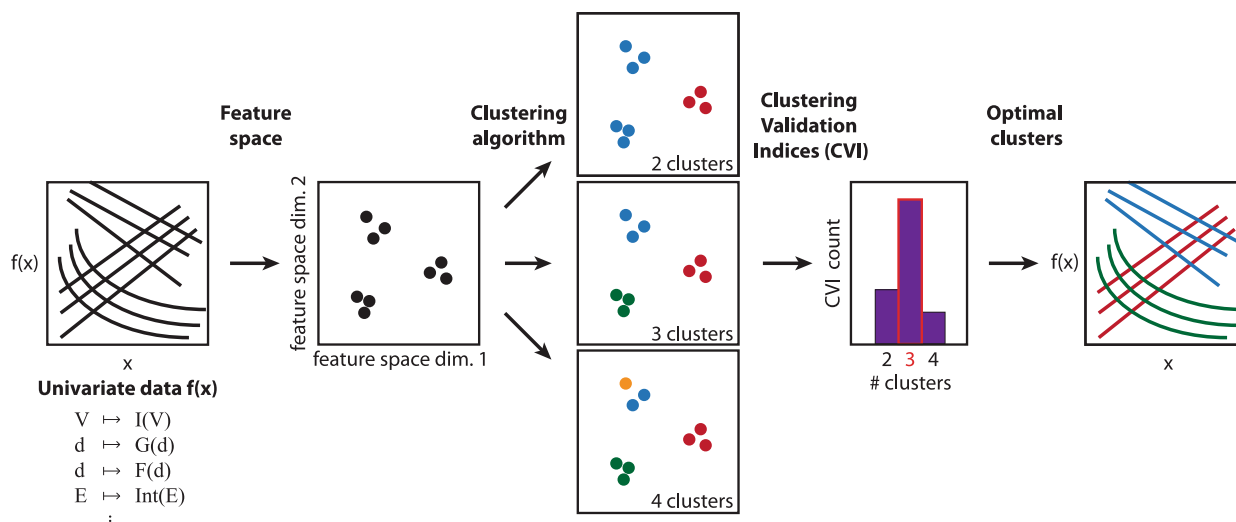 Feature
space
Clustering
algorithm
2 clusters
Clustering
Validation
Indices (CVI)
Optimal
clusters
f(x)
x
Univariate data f(x)
V ↦ I(V)
d ↦ G(d)
d ↦ F(d)
E ↦ Int(E)
⋮
feature space dim. 2
feature space dim. 1
3 clusters
4 clusters
CVI count
2 3 4
# clusters
f(x)
x